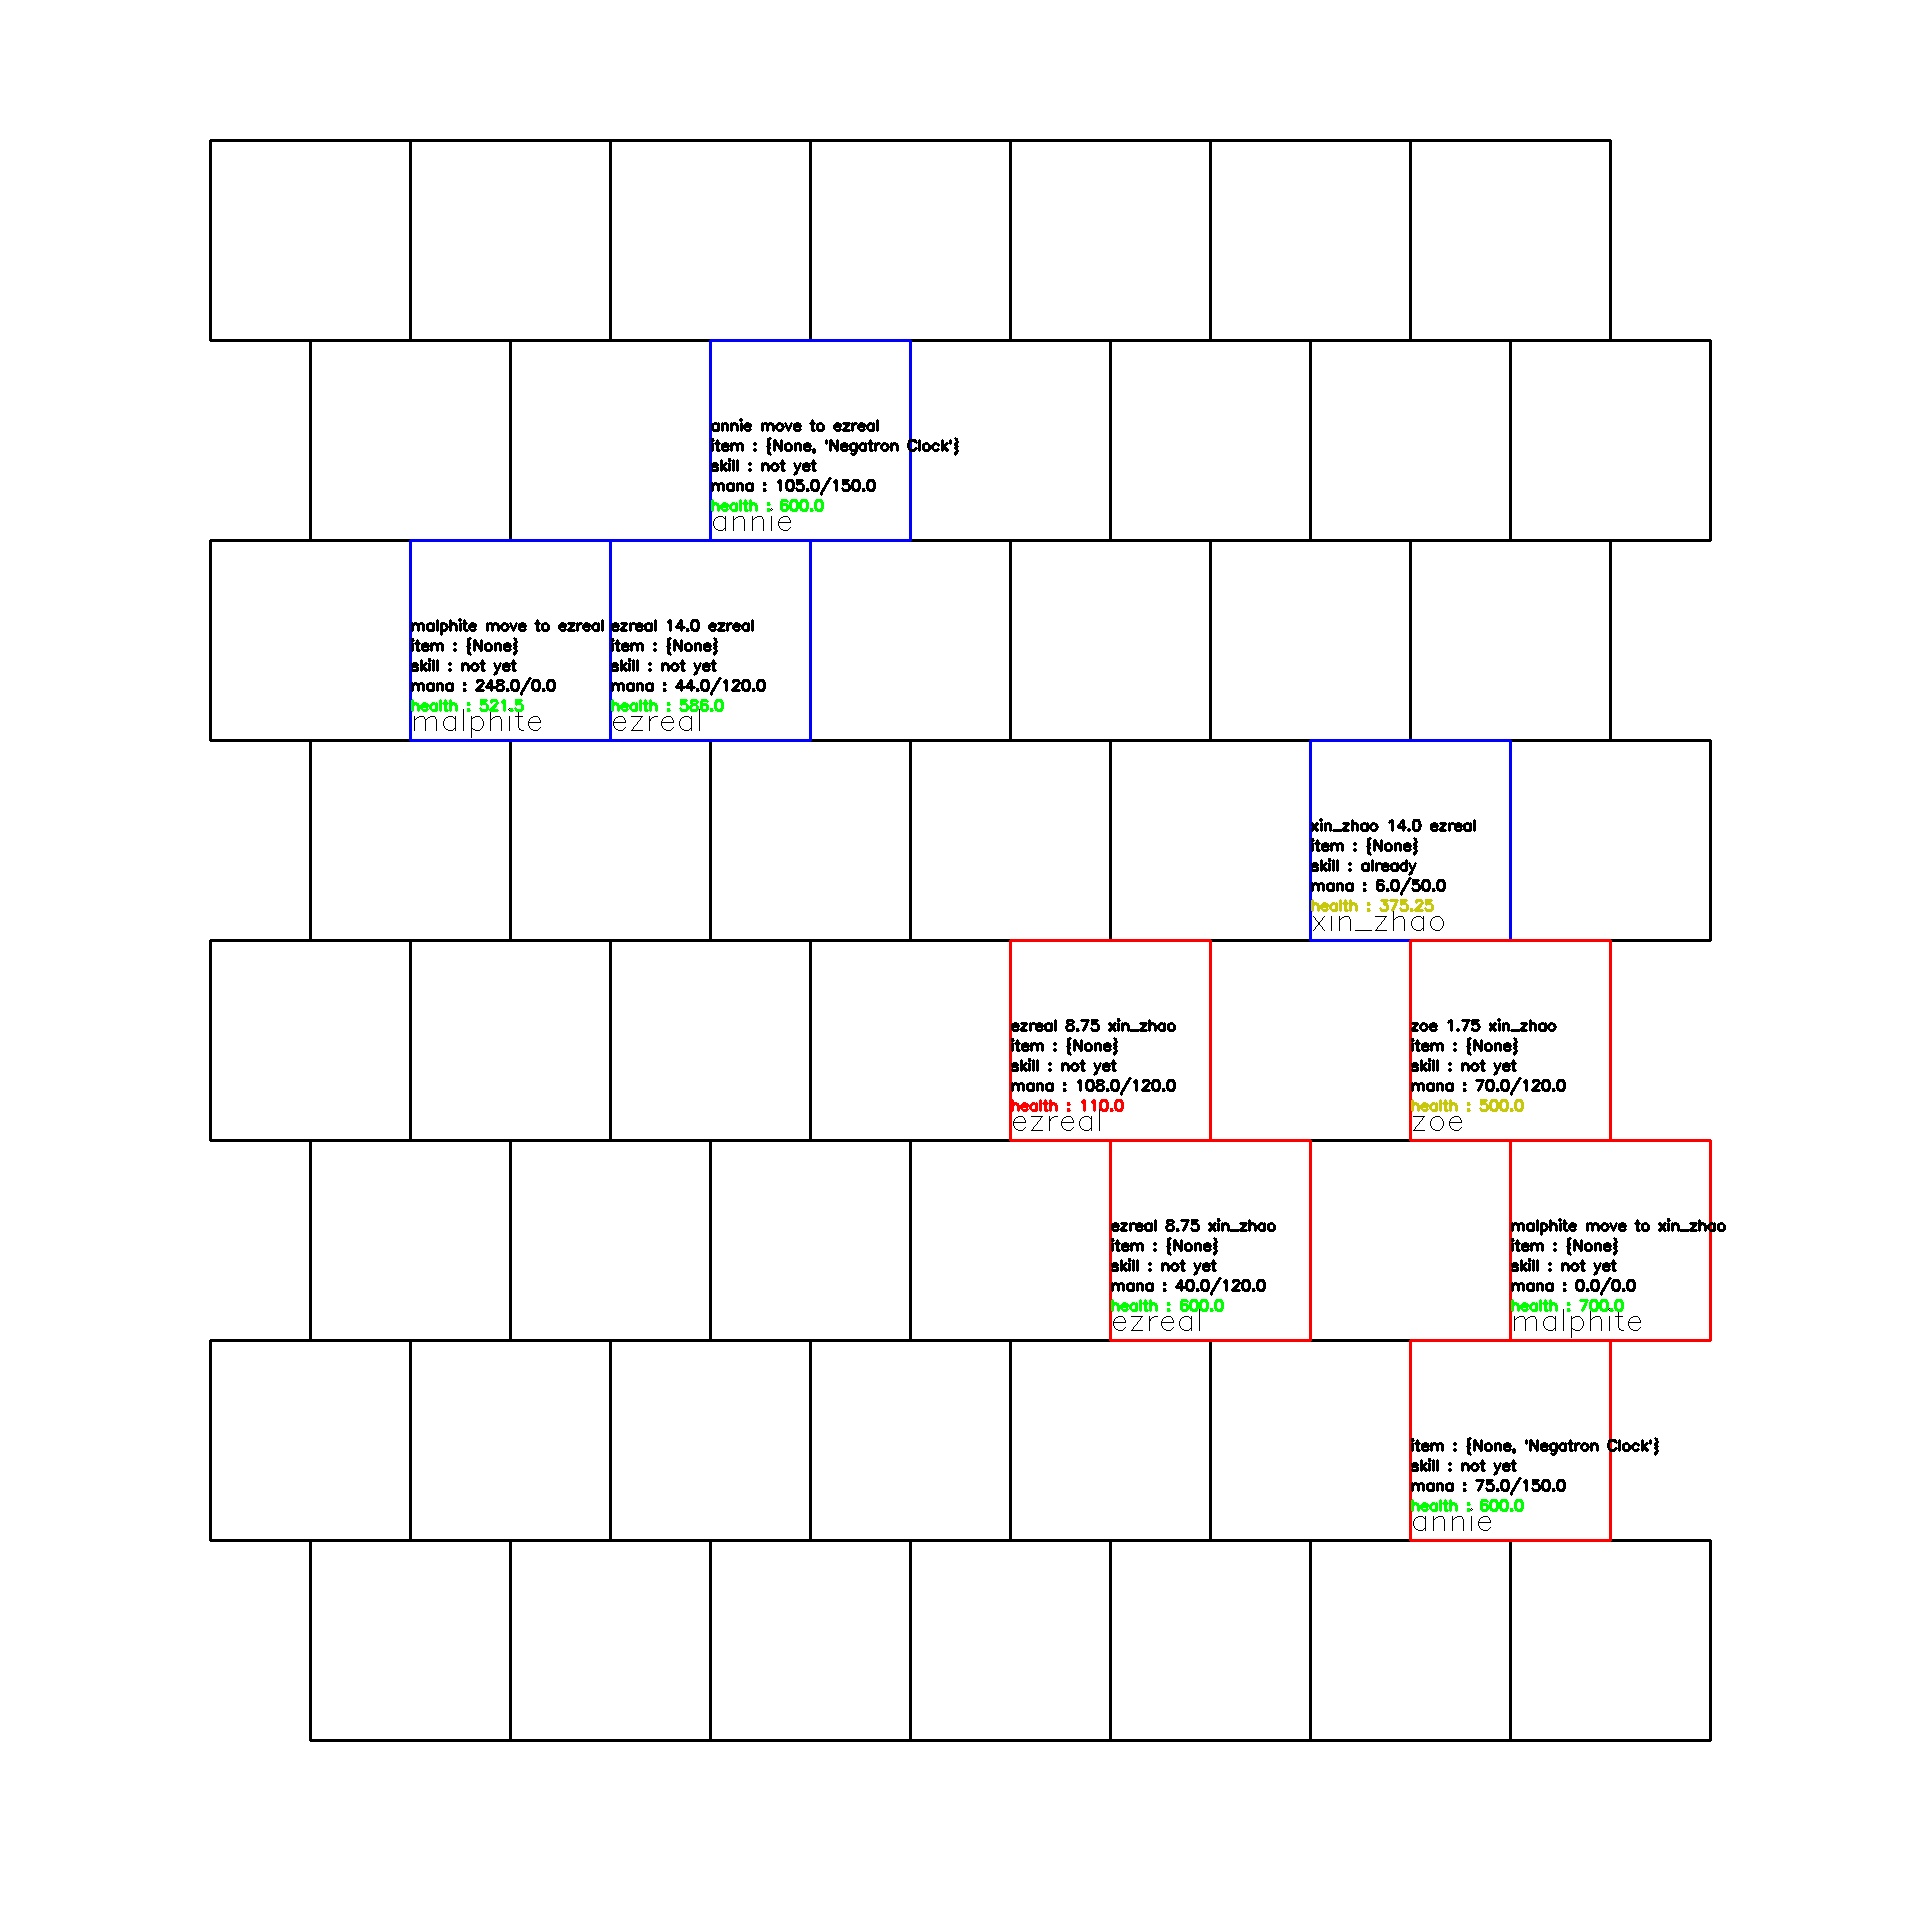 annie move to ezreal
item : {None, 'Negatron Clock'}
skill : not yet
mana : 105.0/150.0
health : 600.0
annie
malphite move to ezreal
item : {None}
skill : not yet
mana : 248.0/0.0
health : 521.5
malphite
ezreal 14.0 ezreal
item : {None}
skill : not yet
mana : 44.0/120.0
health : 586.0
ezreal
xin_zhao 14.0 ezreal
item : {None}
skill : already
mana : 6.0/50.0
health : 375.25
xin_zhao
ezreal 8.75 xin_zhao
item : {None}
skill : not yet
mana : 108.0/120.0
health : 110.0
ezreal
zoe 1.75 xin_zhao
item : {None}
skill : not yet
mana : 70.0/120.0
health : 500.0
zoe
ezreal 8.75 xin_zhao
item : {None}
skill : not yet
mana : 40.0/120.0
health : 600.0
ezreal
malphite move to xin_zhao
item : {None}
skill : not yet
mana : 0.0/0.0
health : 700.0
malphite
item : {None, 'Negatron Clock'}
skill : not yet
mana : 75.0/150.0
health : 600.0
annie